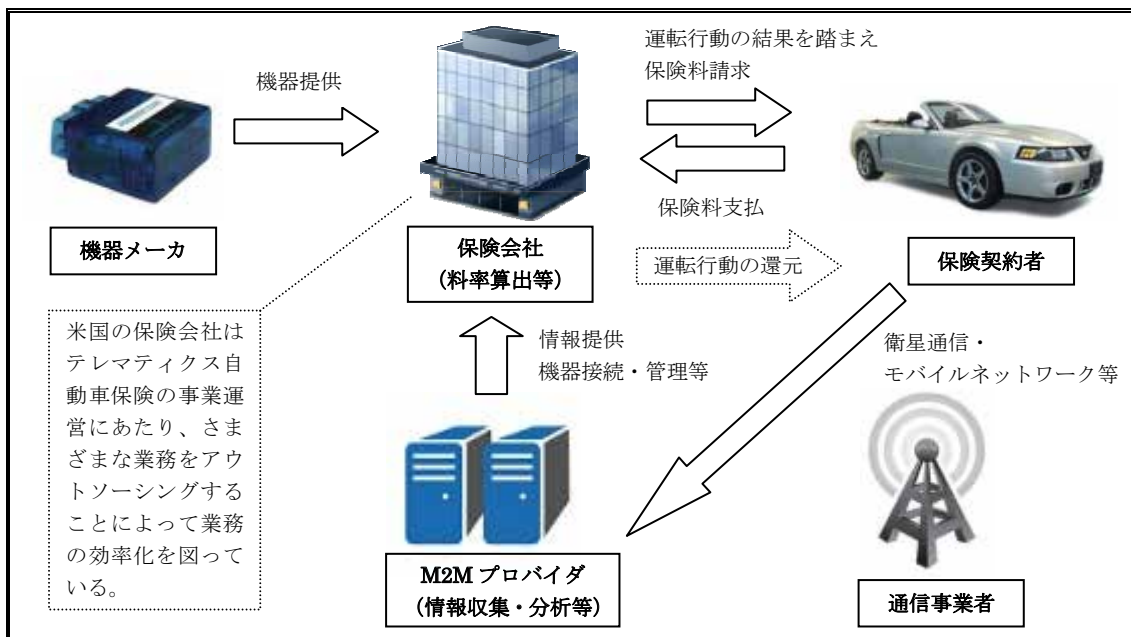 機器提供
運転行動の結果を踏まえ
保険料請求
保険料支払
機器メーカ
保険会社
(料率算出等)
運転行動の還元
保険契約者
米国の保険会社は
テレマティクス自
動車保険の事業運
営にあたり、さま
ざまな業務をアウ
トソーシングする
ことによって業務
の効率化を図って
いる。
情報提供
機器接続・管理等
衛星通信・
モバイルネットワーク等
M2M プロバイダ
(情報収集・分析等)
通信事業者